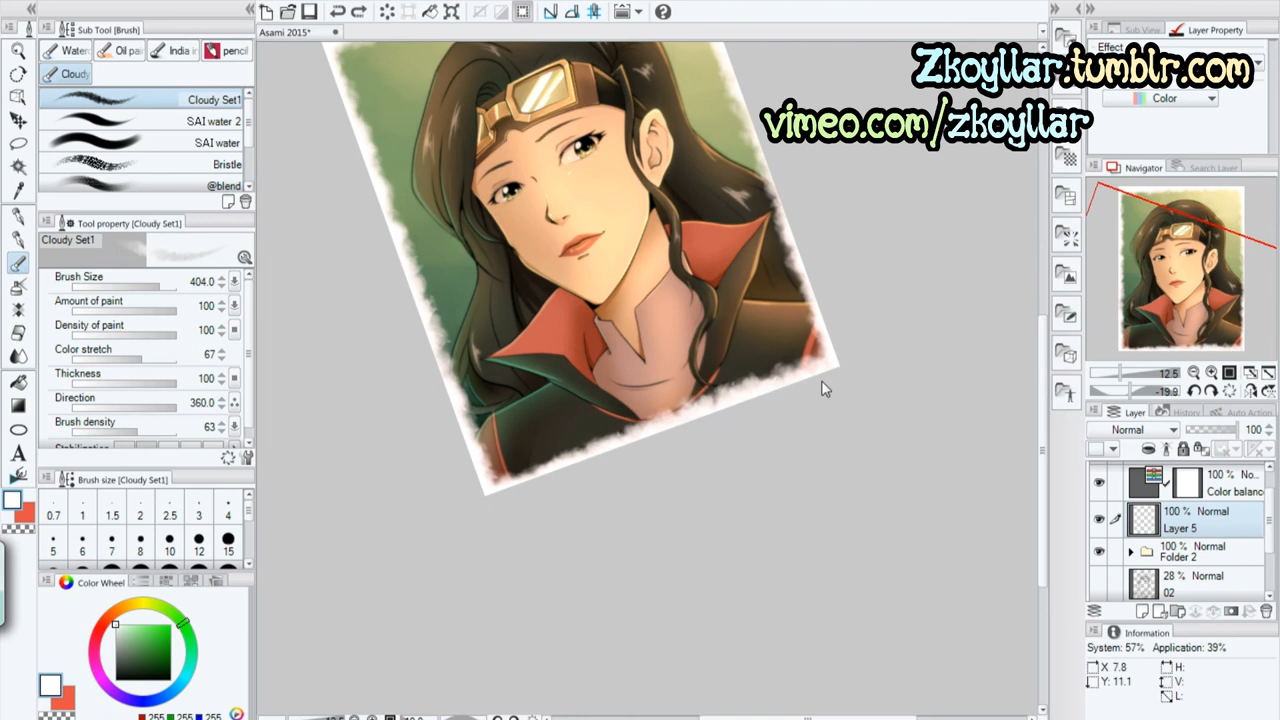 Sub Tool [Brush]
Water
Oil pai
India i
pencil
Cloudy
Cloudy Set1
SAI water 2
SAI water
Bristle
@blend
Tool property [Cloudy Set1]
Cloudy Set1
Brush Size 404.0
Amount of paint 100
Density of paint 100
Color stretch 67
Thickness 100
Direction 360.0
Brush density 63
Brush size [Cloudy Set1]
0.7 1 1.5 2 2.5 3 4
5 6 7 8 10 12 15
Color Wheel
255 255 255
Asami 2015*
Zkoyllar.tumblr.com
vimeo.com/zkoyllar
Sub View
Layer Property
Effect
Color
Navigator
Search Layer
12.5
-19.9
Layer
History
Auto Action
Normal 100
100 % No...
Color balanc
100 % Normal
Layer 5
100 % Normal
Folder 2
28 % Normal
02
Information
System: 57% Application: 39%
X 7.8 H:
Y: 11.1 V:
L: